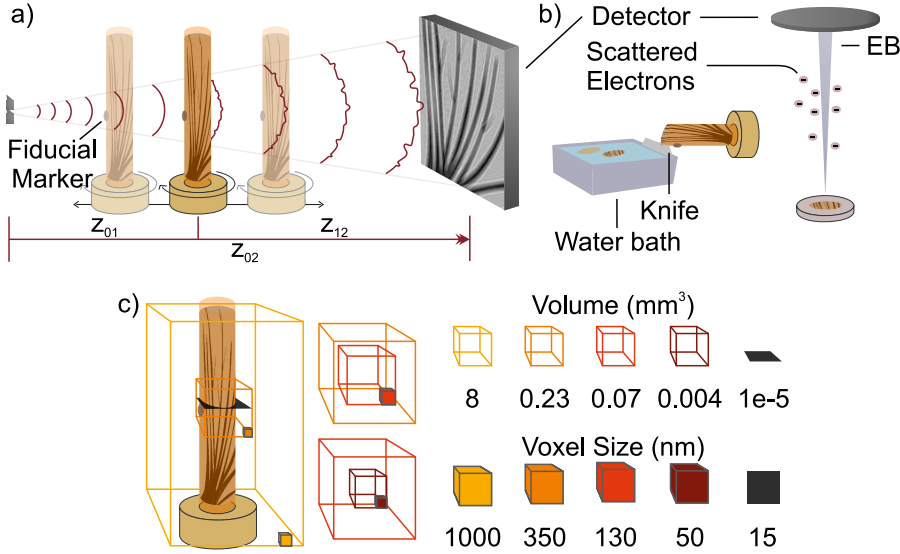 a)
Fiducial
Marker
z01
z12
z02
b)
Detector
EB
Scattered
Electrons
Knife
Water bath
c)
Volume (mm³)
8 0.23 0.07 0.004 1e-5
Voxel Size (nm)
1000 350 130 50 15